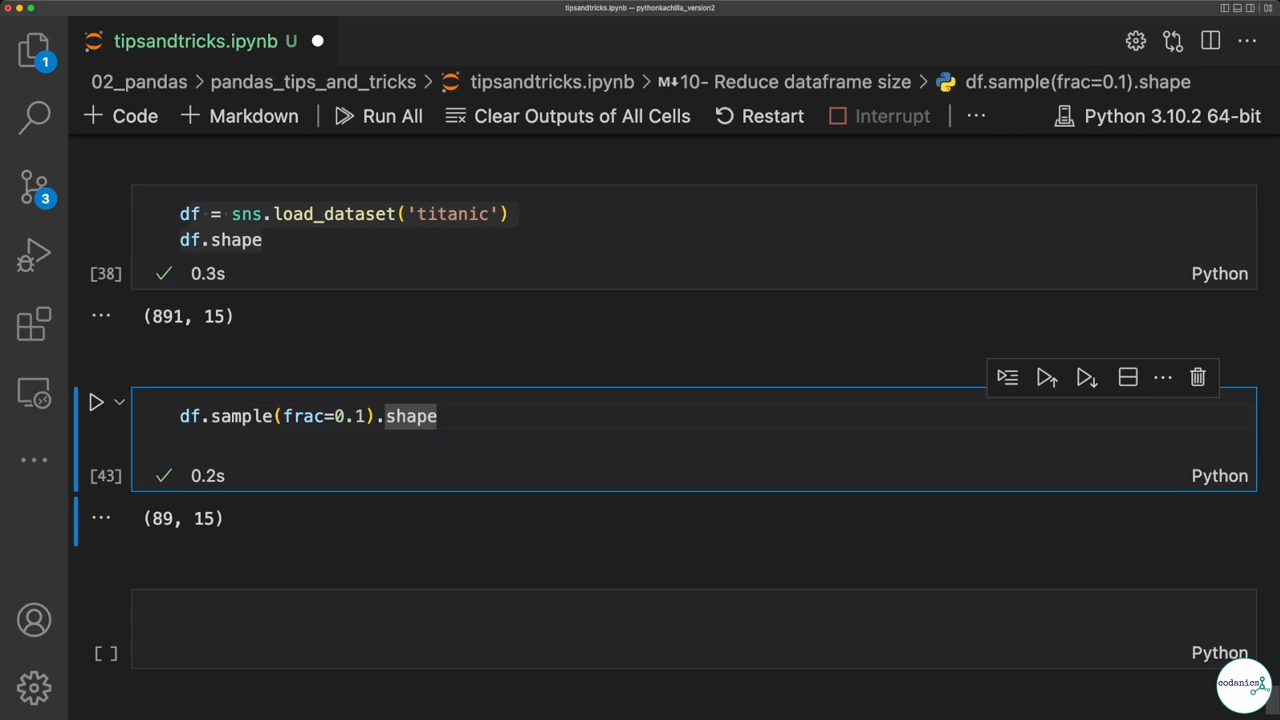 tipsandtricks.ipynb — pythonkachilla_version2
tipsandtricks.ipynb U
02_pandas > pandas_tips_and_tricks > tipsandtricks.ipynb > M↓10- Reduce dataframe size > df.sample(frac=0.1).shape
+ Code + Markdown Run All Clear Outputs of All Cells Restart Interrupt ... Python 3.10.2 64-bit
1
3
df = sns.load_dataset('titanic')
df.shape
[38] ✓ 0.3s Python
... (891, 15)
df.sample(frac=0.1).shape
[43] ✓ 0.2s Python
... (89, 15)
[ ] Python
codanics